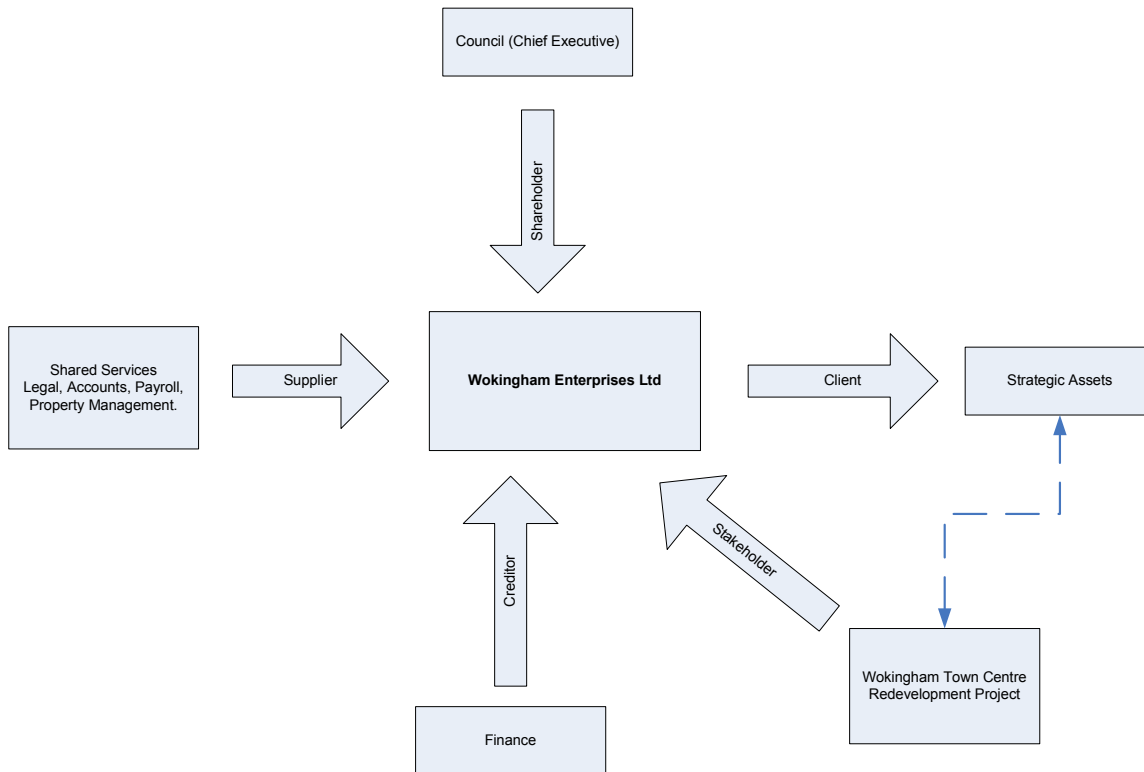 Council (Chief Executive)
Shareholder
Shared Services
Legal, Accounts, Payroll,
Property Management.
Supplier
Wokingham Enterprises Ltd
Client
Strategic Assets
Creditor
Stakeholder
Wokingham Town Centre
Redevelopment Project
Finance